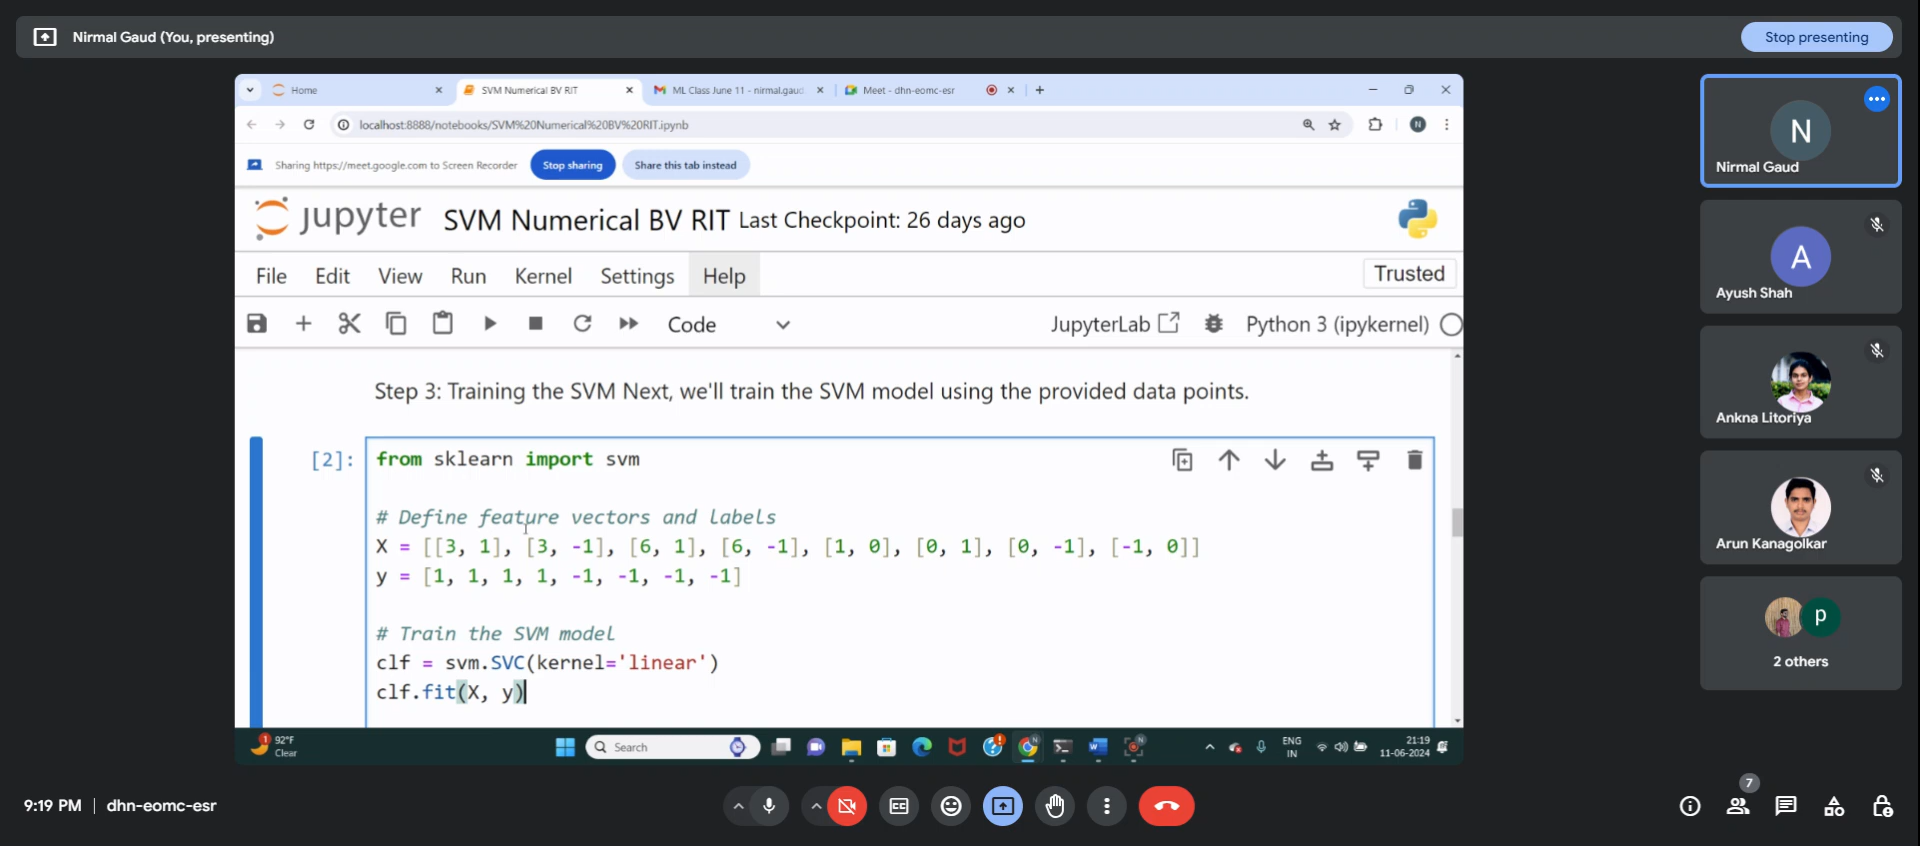 Nirmal Gaud (You, presenting)
Stop presenting
Home
SVM Numerical BV RIT
ML Class June 11 - nirmal.gaud
Meet - dhn-eomc-esr
localhost:8888/notebooks/SVM%20Numerical%20BV%20RIT.ipynb
N
Sharing https://meet.google.com to Screen Recorder
Stop sharing
Share this tab instead
jupyter
SVM Numerical BV RIT Last Checkpoint: 26 days ago
File Edit View Run Kernel Settings Help
Trusted
Code
JupyterLab
Python 3 (ipykernel)
Step 3: Training the SVM Next, we'll train the SVM model using the provided data points.
[2]:
from sklearn import svm
# Define feature vectors and labels
X = [[3, 1], [3, -1], [6, 1], [6, -1], [1, 0], [0, 1], [0, -1], [-1, 0]]
y = [1, 1, 1, 1, -1, -1, -1, -1]
# Train the SVM model
clf = svm.SVC(kernel='linear')
clf.fit(X, y)
1
92°F
Clear
Search
ENG
IN
21:19
11-06-2024
N
Nirmal Gaud
A
Ayush Shah
Ankna Litoriya
Arun Kanagolkar
p
2 others
9:19 PM | dhn-eomc-esr
7